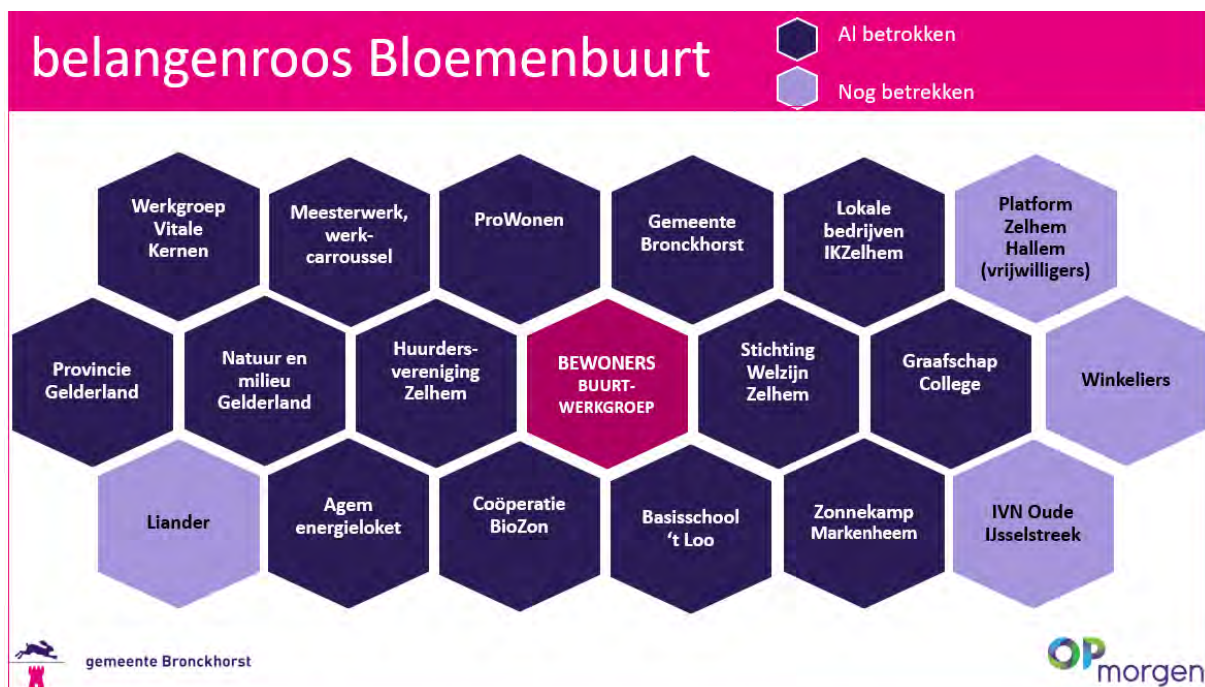 belangenroos Bloemenbuurt
Al betrokken
Nog betrekken
Werkgroep
Vitale
Kernen
Meesterwerk,
werk-
carroussel
ProWonen
Gemeente
Bronckhorst
Lokale
bedrijven
IKZelhem
Platform
Zelhem
Hallem
(vrijwilligers)
Provincie
Gelderland
Natuur en
milieu
Gelderland
Huurders-
vereniging
Zelhem
BEWONERS
BUURT-
WERKGROEP
Stichting
Welzijn
Zelhem
Graafschap
College
Winkeliers
Liander
Agem
energieloket
Coöperatie
BioZon
Basisschool
‘t Loo
Zonnekamp
Markenheem
IVN Oude
IJsselstreek
gemeente Bronckhorst
OPmorgen